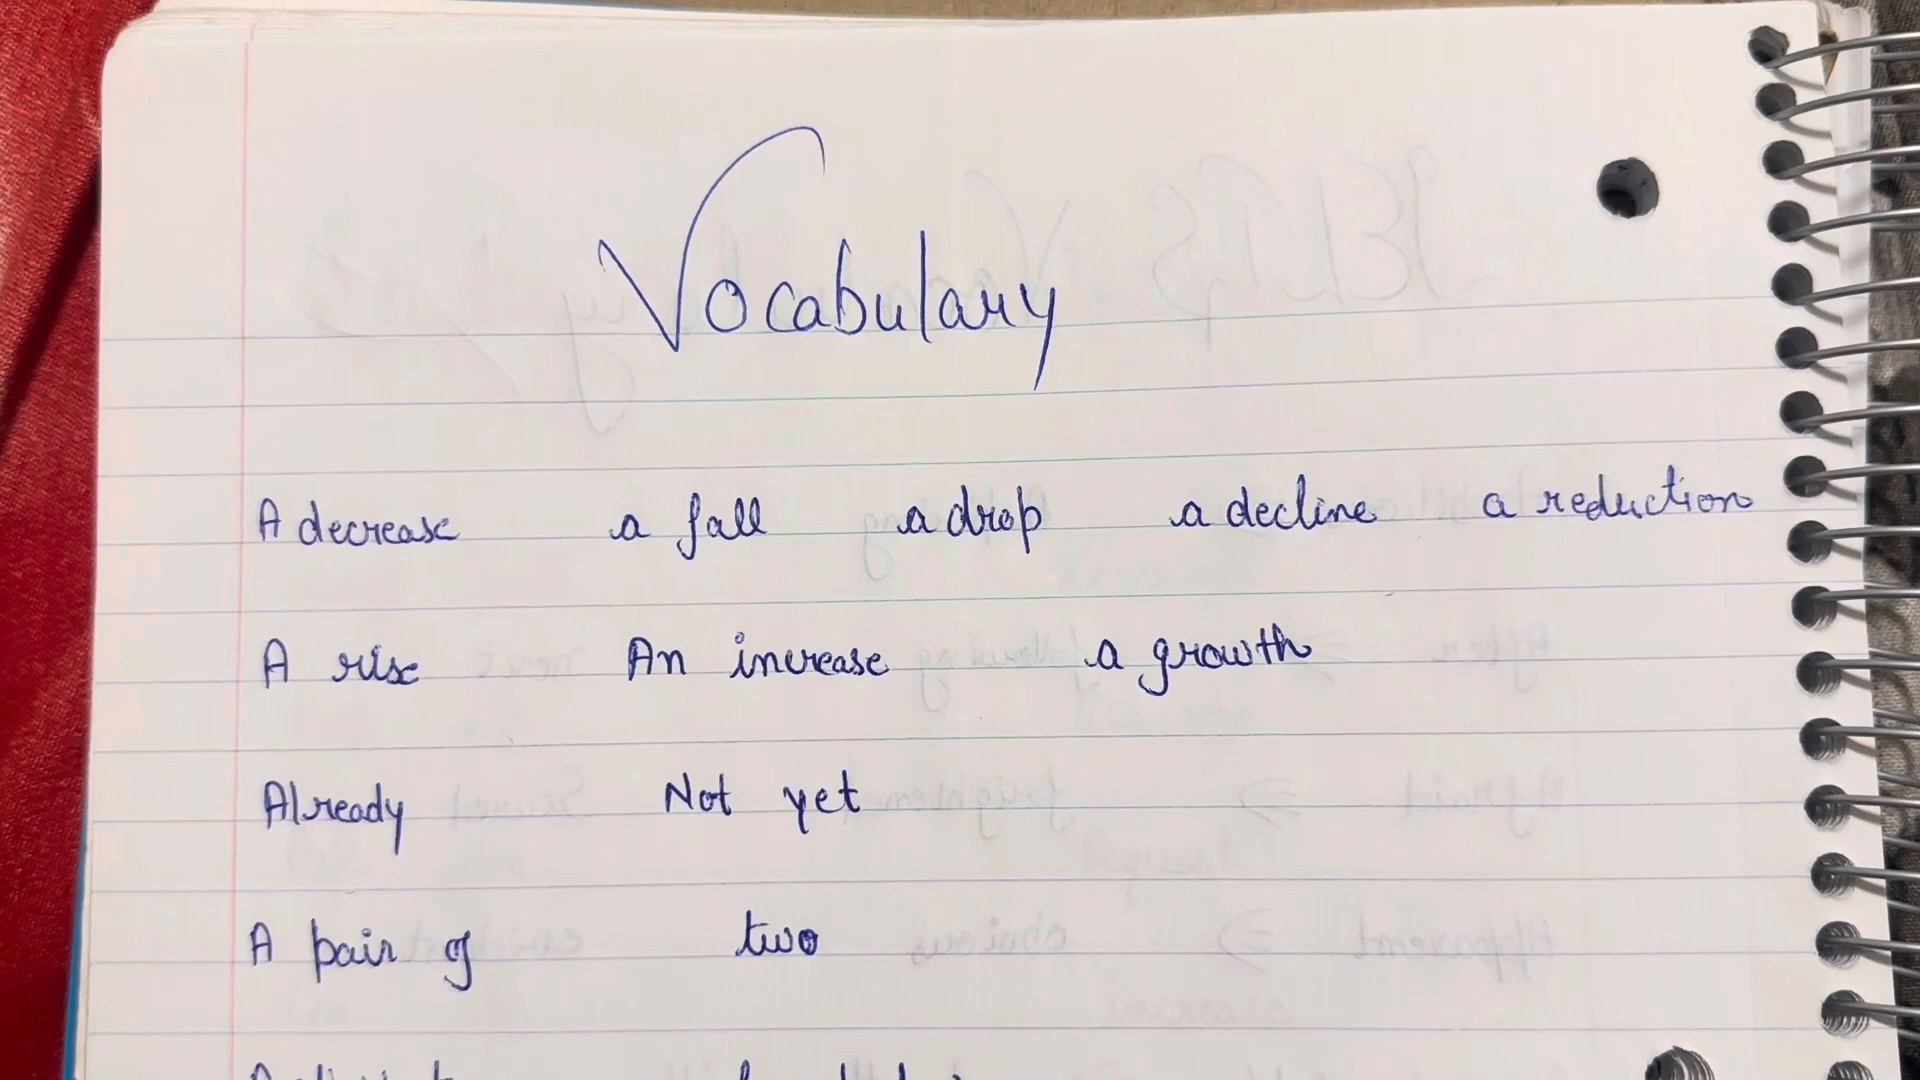 Vocabulary
A decrease a fall a drop a decline a reduction
A rise An increase a growth
Already Not yet
A pair of two